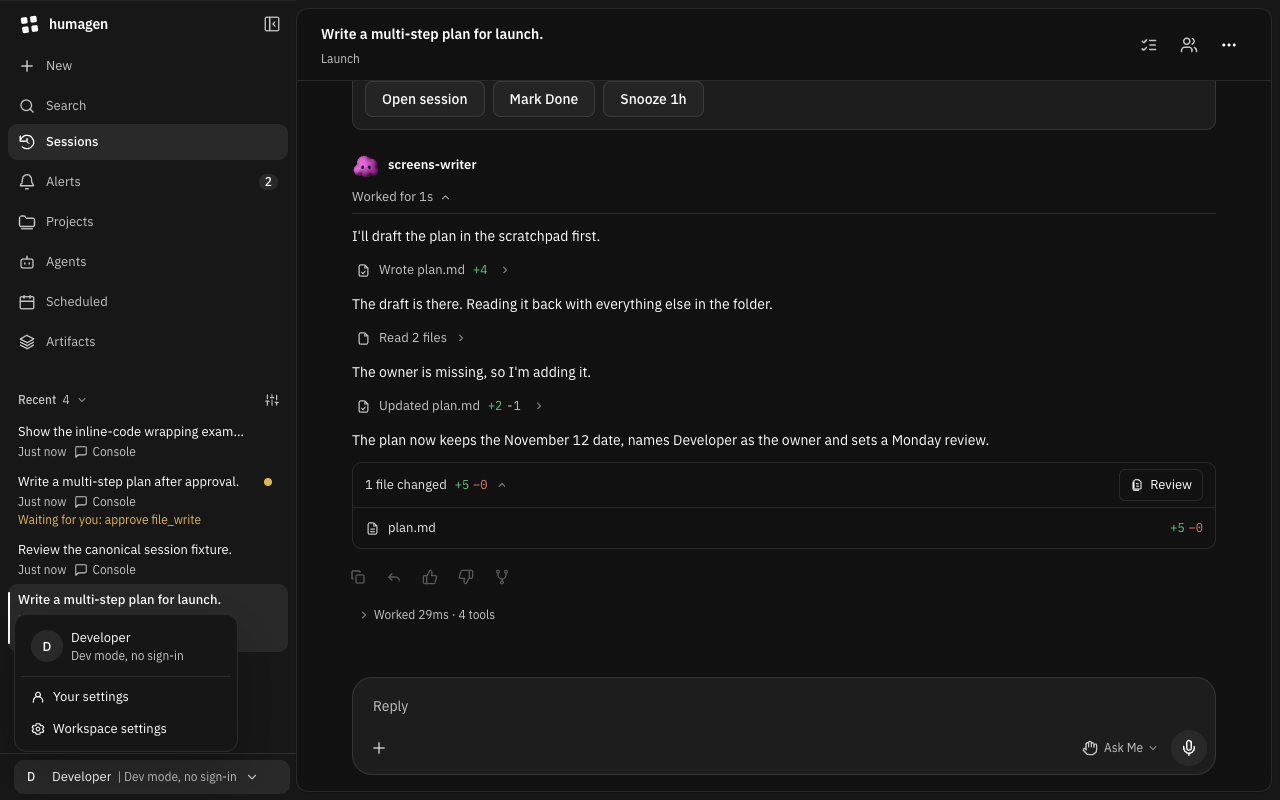 humagen
New
Search
Sessions
Alerts 2
Projects
Agents
Scheduled
Artifacts
Recent 4
Show the inline-code wrapping exam...
Just now Console
Write a multi-step plan after approval.
Just now Console
Waiting for you: approve file_write
Review the canonical session fixture.
Just now Console
Write a multi-step plan for launch.
D Developer
Dev mode, no sign-in
Your settings
Workspace settings
D Developer | Dev mode, no sign-in
Write a multi-step plan for launch.
Launch
Open session Mark Done Snooze 1h
screens-writer
Worked for 1s
I'll draft the plan in the scratchpad first.
Wrote plan.md +4
The draft is there. Reading it back with everything else in the folder.
Read 2 files
The owner is missing, so I'm adding it.
Updated plan.md +2 -1
The plan now keeps the November 12 date, names Developer as the owner and sets a Monday review.
1 file changed +5 −0 Review
plan.md +5 −0
Worked 29ms · 4 tools
Reply
Ask Me